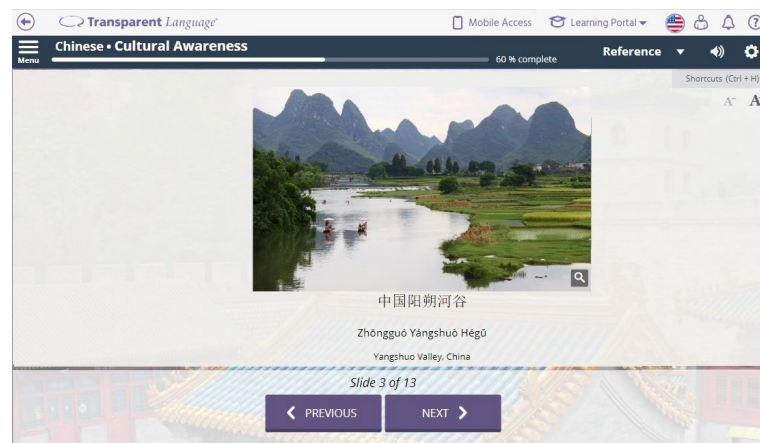 Transparent Language
Mobile Access
Learning Portal
Menu
Chinese • Cultural Awareness
60 % complete
Reference
Shortcuts (Ctrl + H)
A-
A
中国阳朔河谷
Zhōngguó Yángshuò Hégǔ
Yangshuo Valley, China
Slide 3 of 13
PREVIOUS
NEXT